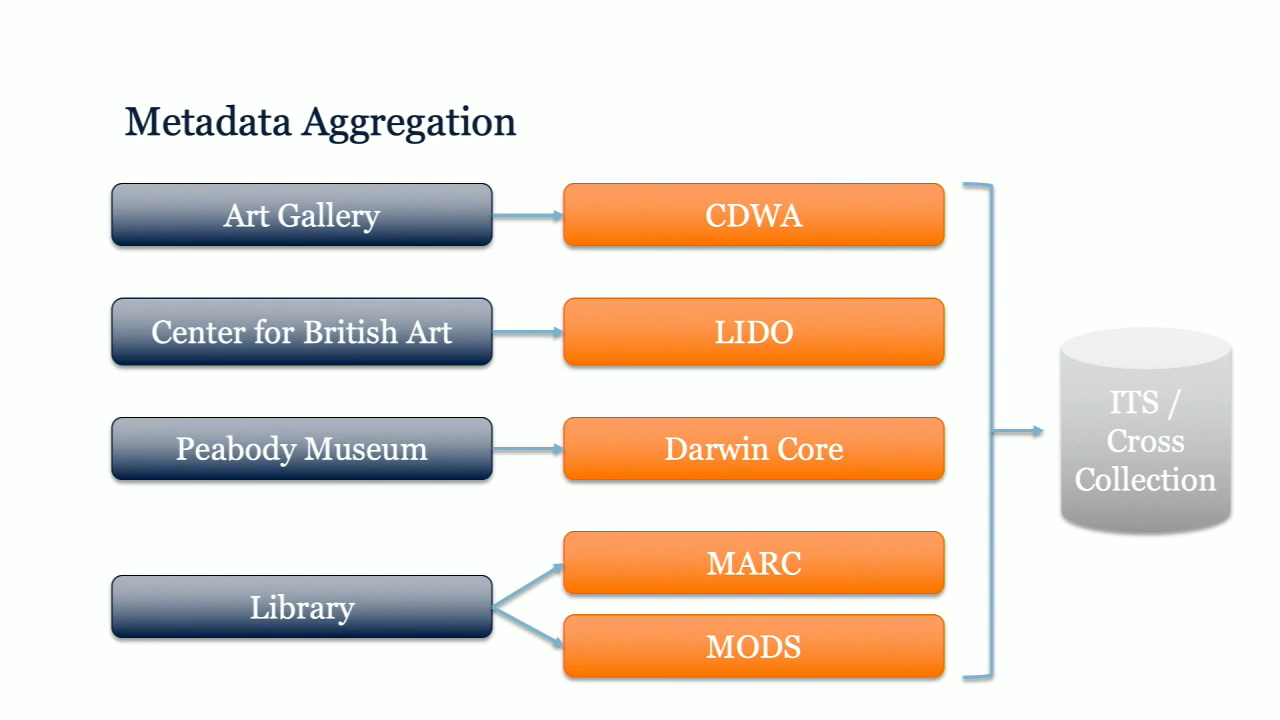 Metadata Aggregation
Art Gallery
CDWA
Center for British Art
LIDO
Peabody Museum
Darwin Core
Library
MARC
MODS
ITS /
Cross
Collection